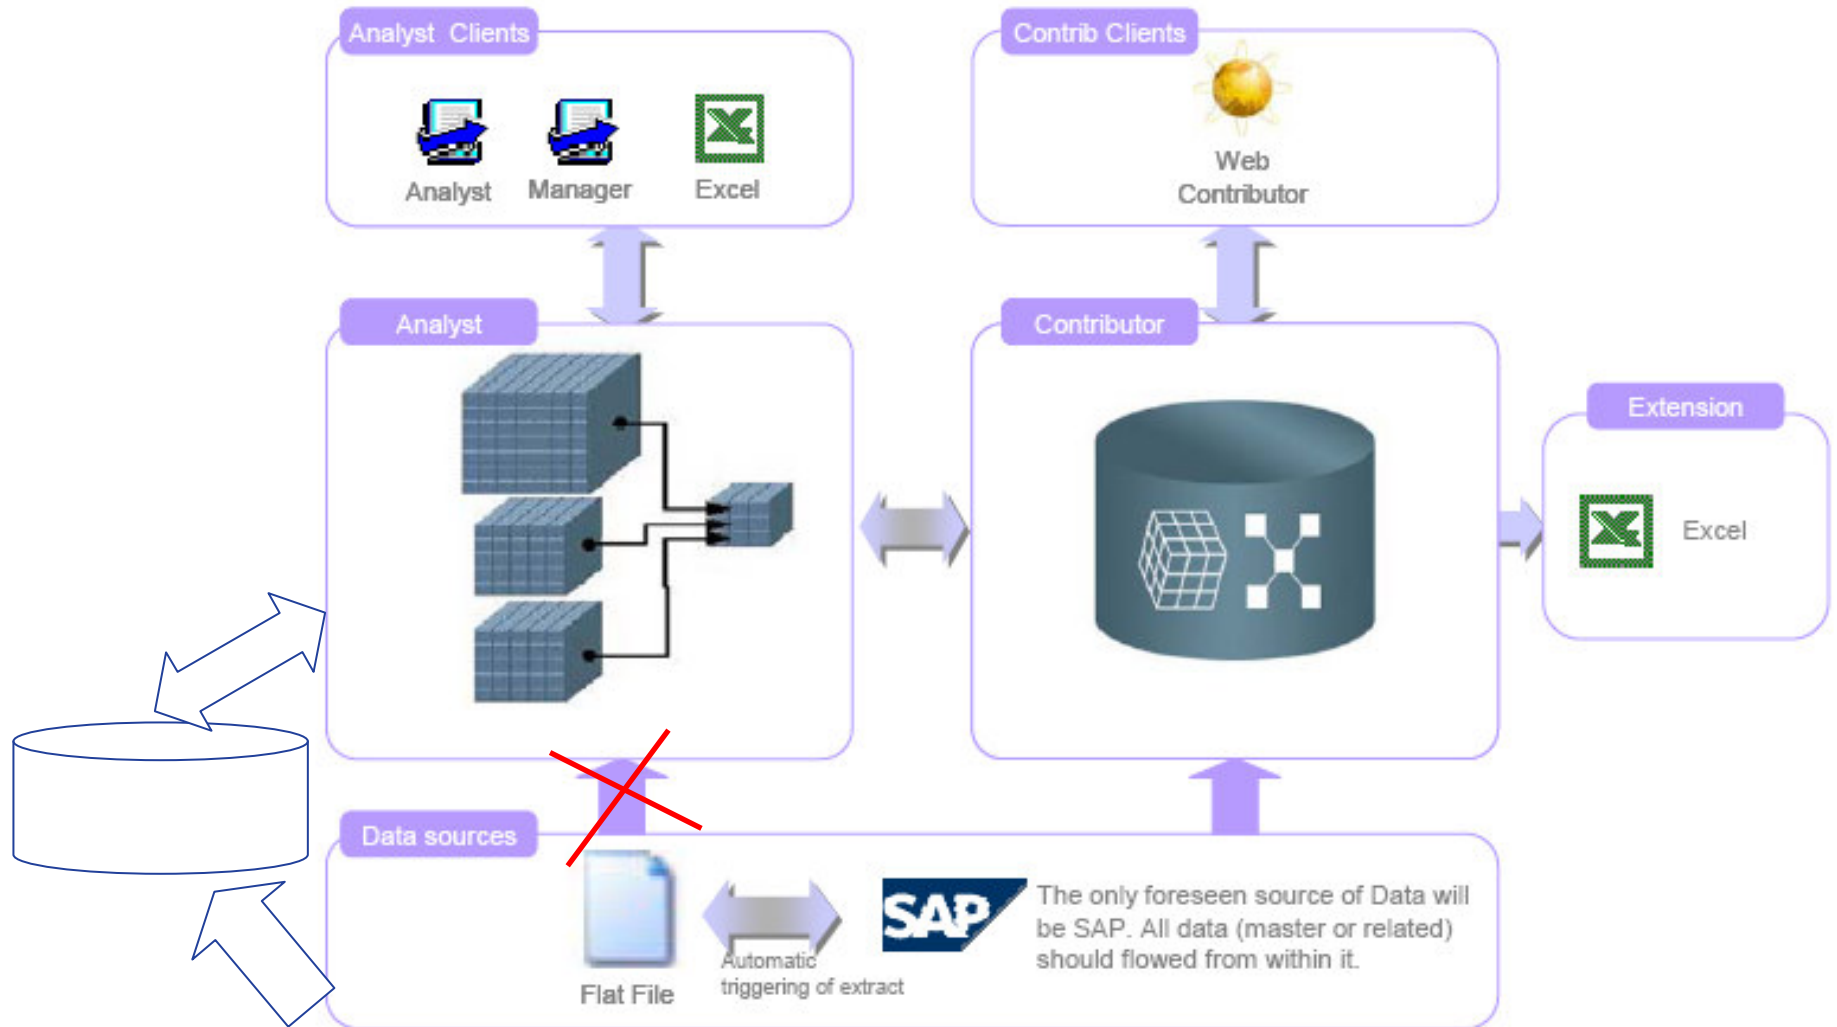 Analyst Clients
Contrib Clients
Analyst
Manager
Excel
Web
Contributor
Analyst
Contributor
Extension
Excel
Data sources
Flat File
Automatic
triggering of extract
SAP
The only foreseen source of Data will
be SAP. All data (master or related)
should flowed from within it.